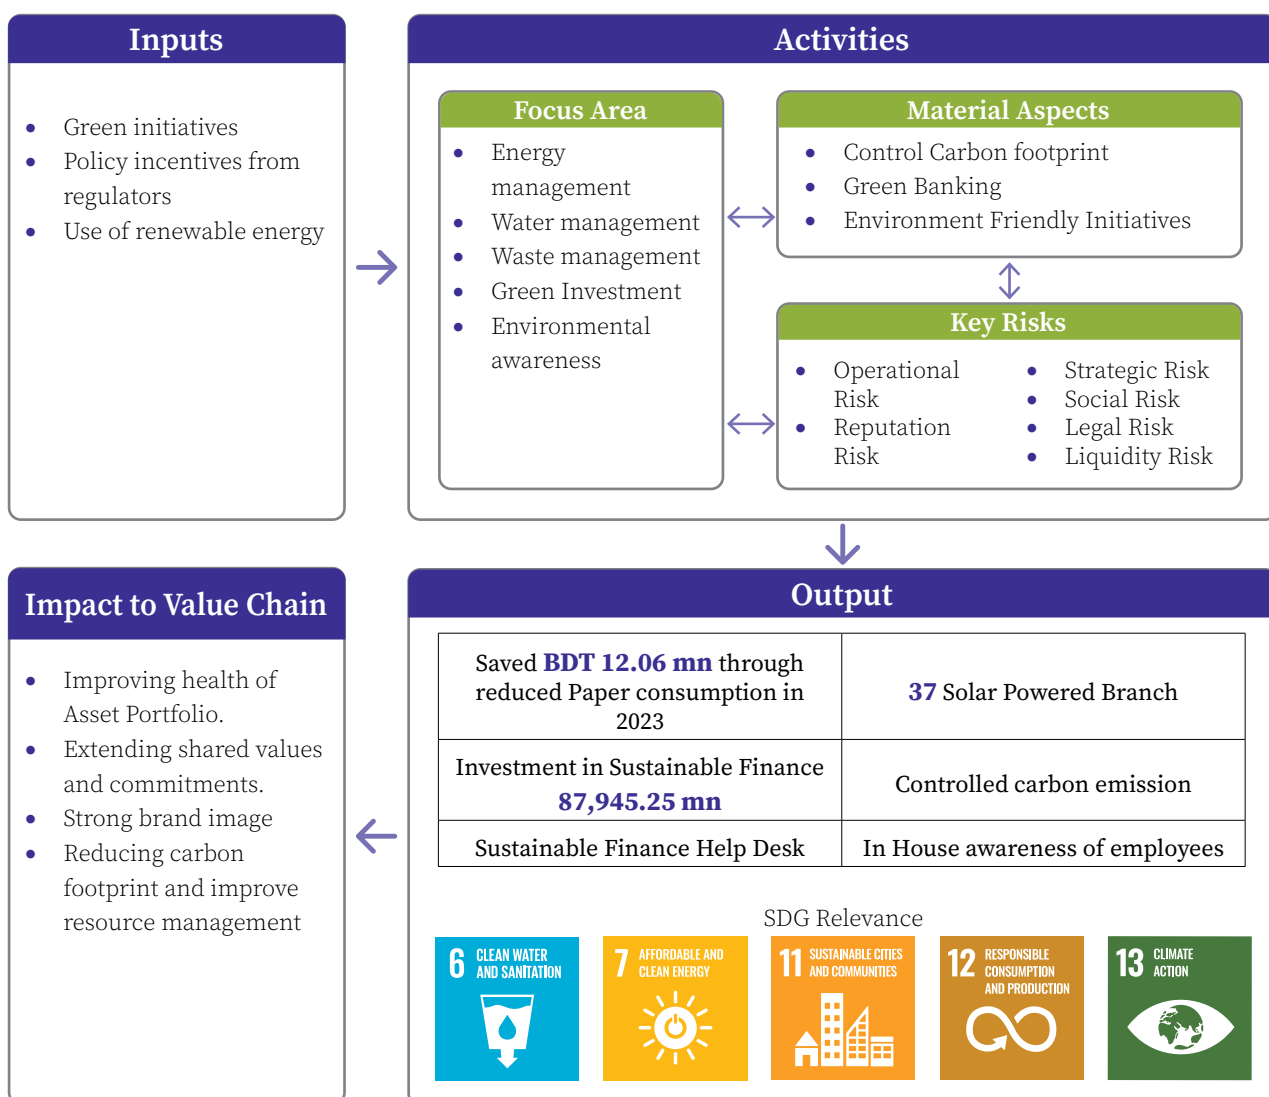 Inputs
• Green initiatives
• Policy incentives from
regulators
• Use of renewable energy
Activities
Focus Area
• Energy
management
• Water management
• Waste management
• Green Investment
• Environmental
awareness
Material Aspects
• Control Carbon footprint
• Green Banking
• Environment Friendly Initiatives
Key Risks
• Operational
Risk
• Reputation
Risk
• Strategic Risk
• Social Risk
• Legal Risk
• Liquidity Risk
Output
Saved BDT 12.06 mn through
reduced Paper consumption in
2023
37 Solar Powered Branch
Investment in Sustainable Finance
87,945.25 mn
Controlled carbon emission
Sustainable Finance Help Desk
In House awareness of employees
SDG Relevance
6 CLEAN WATER
AND SANITATION
7 AFFORDABLE AND
CLEAN ENERGY
11 SUSTAINABLE CITIES
AND COMMUNITIES
12 RESPONSIBLE
CONSUMPTION
AND PRODUCTION
13 CLIMATE
ACTION
Impact to Value Chain
• Improving health of
Asset Portfolio.
• Extending shared values
and commitments.
• Strong brand image
• Reducing carbon
footprint and improve
resource management